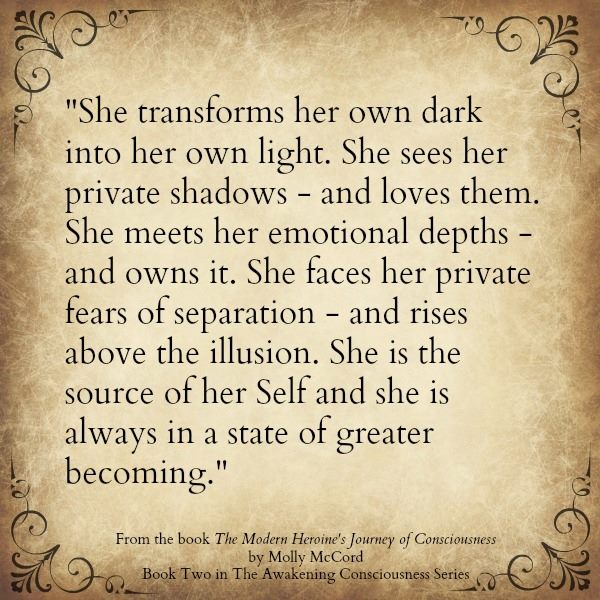 "She transforms her own dark
into her own light. She sees her
private shadows - and loves them.
She meets her emotional depths -
and owns it. She faces her private
fears of separation - and rises
above the illusion. She is the
source of her Self and she is
always in a state of greater
becoming."
From the book The Modern Heroine's Journey of Consciousness
by Molly McCord
Book Two in The Awakening Consciousness Series